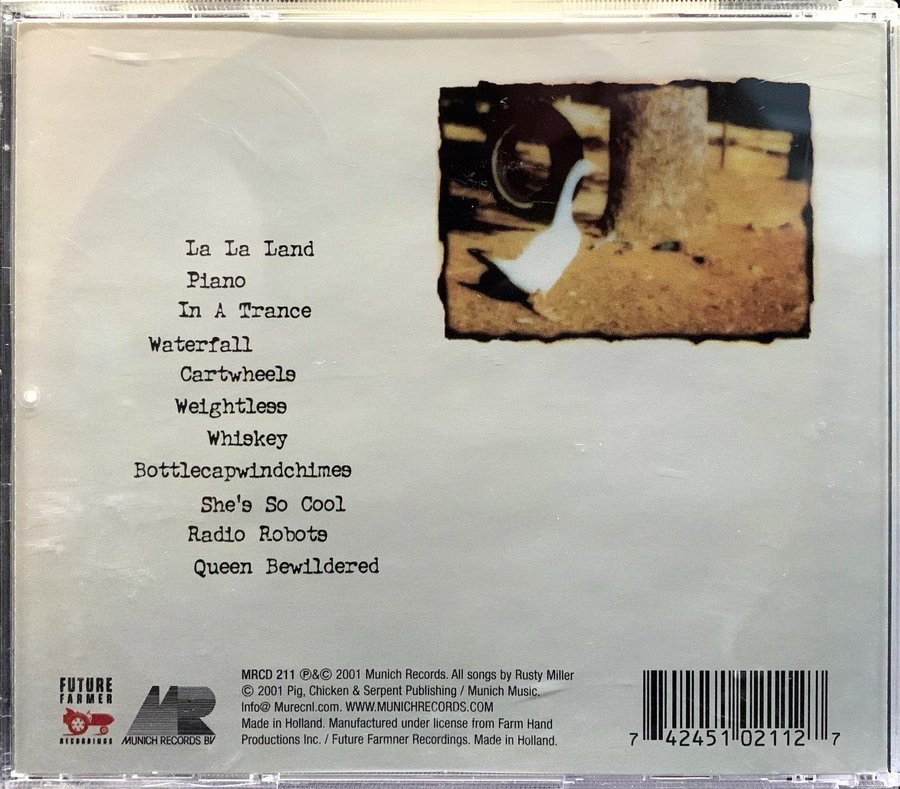 La La Land
Piano
In A Trance
Waterfall
Cartwheels
Weightless
Whiskey
Bottlecapwindchimes
She's So Cool
Radio Robots
Queen Bewildered
FUTURE
FARMER
RECORDINGS
MR
MUNICH RECORDS BV
MRCD 211 ℗&© 2001 Munich Records. All songs by Rusty Miller
© 2001 Pig, Chicken & Serpent Publishing / Munich Music.
Info@ Murecnl.com. WWW.MUNICHRECORDS.COM
Made in Holland. Manufactured under license from Farm Hand
Productions Inc. / Future Farmner Recordings. Made in Holland.
7 42451 02112 7